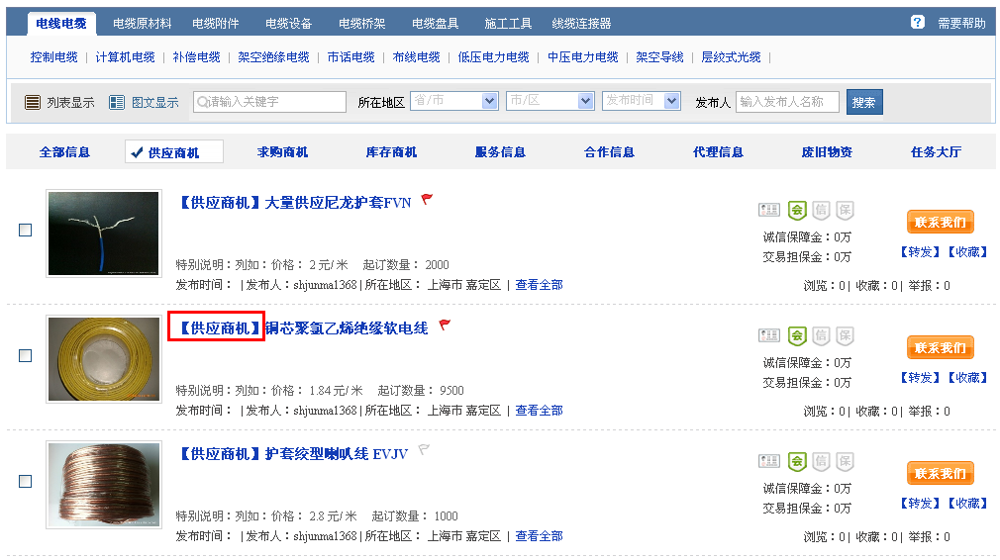 电线电缆 电缆原材料 电缆附件 电缆设备 电缆桥架 电缆盘具 施工工具 线缆连接器 ? 需要帮助
控制电缆 | 计算机电缆 | 补偿电缆 | 架空绝缘电缆 | 市话电缆 | 布线电缆 | 低压电力电缆 | 中压电力电缆 | 架空导线 | 层绞式光缆 |
列表显示 图文显示 请输入关键字 所在地区 省/市 市/区 发布时间 发布人 输入发布人名称 搜索
全部信息 供应商机 求购商机 库存商机 服务信息 合作信息 代理信息 废旧物资 任务大厅
【供应商机】大量供应尼龙护套FVN
会 信 保
诚信保障金：0万
交易担保金：0万
联系我们
【转发】【收藏】
特别说明：列如：价格： 2 元/ 米 起订数量： 2000
发布时间： | 发布人：shjunma1368 | 所在地区： 上海市 嘉定区 | 查看全部
浏览：0 | 收藏：0 | 举报：0
【供应商机】铜芯聚氯乙烯绝缘软电线
会 信 保
诚信保障金：0万
交易担保金：0万
联系我们
【转发】【收藏】
特别说明：列如：价格： 1.84 元/ 米 起订数量： 9500
发布时间： | 发布人：shjunma1368 | 所在地区： 上海市 嘉定区 | 查看全部
浏览：0 | 收藏：0 | 举报：0
【供应商机】护套绞型喇叭线 EVJV
会 信 保
诚信保障金：0万
交易担保金：0万
联系我们
【转发】【收藏】
特别说明：列如：价格： 2.8 元/ 米 起订数量： 1000
发布时间： | 发布人：shjunma1368 | 所在地区： 上海市 嘉定区 | 查看全部
浏览：0 | 收藏：0 | 举报：0